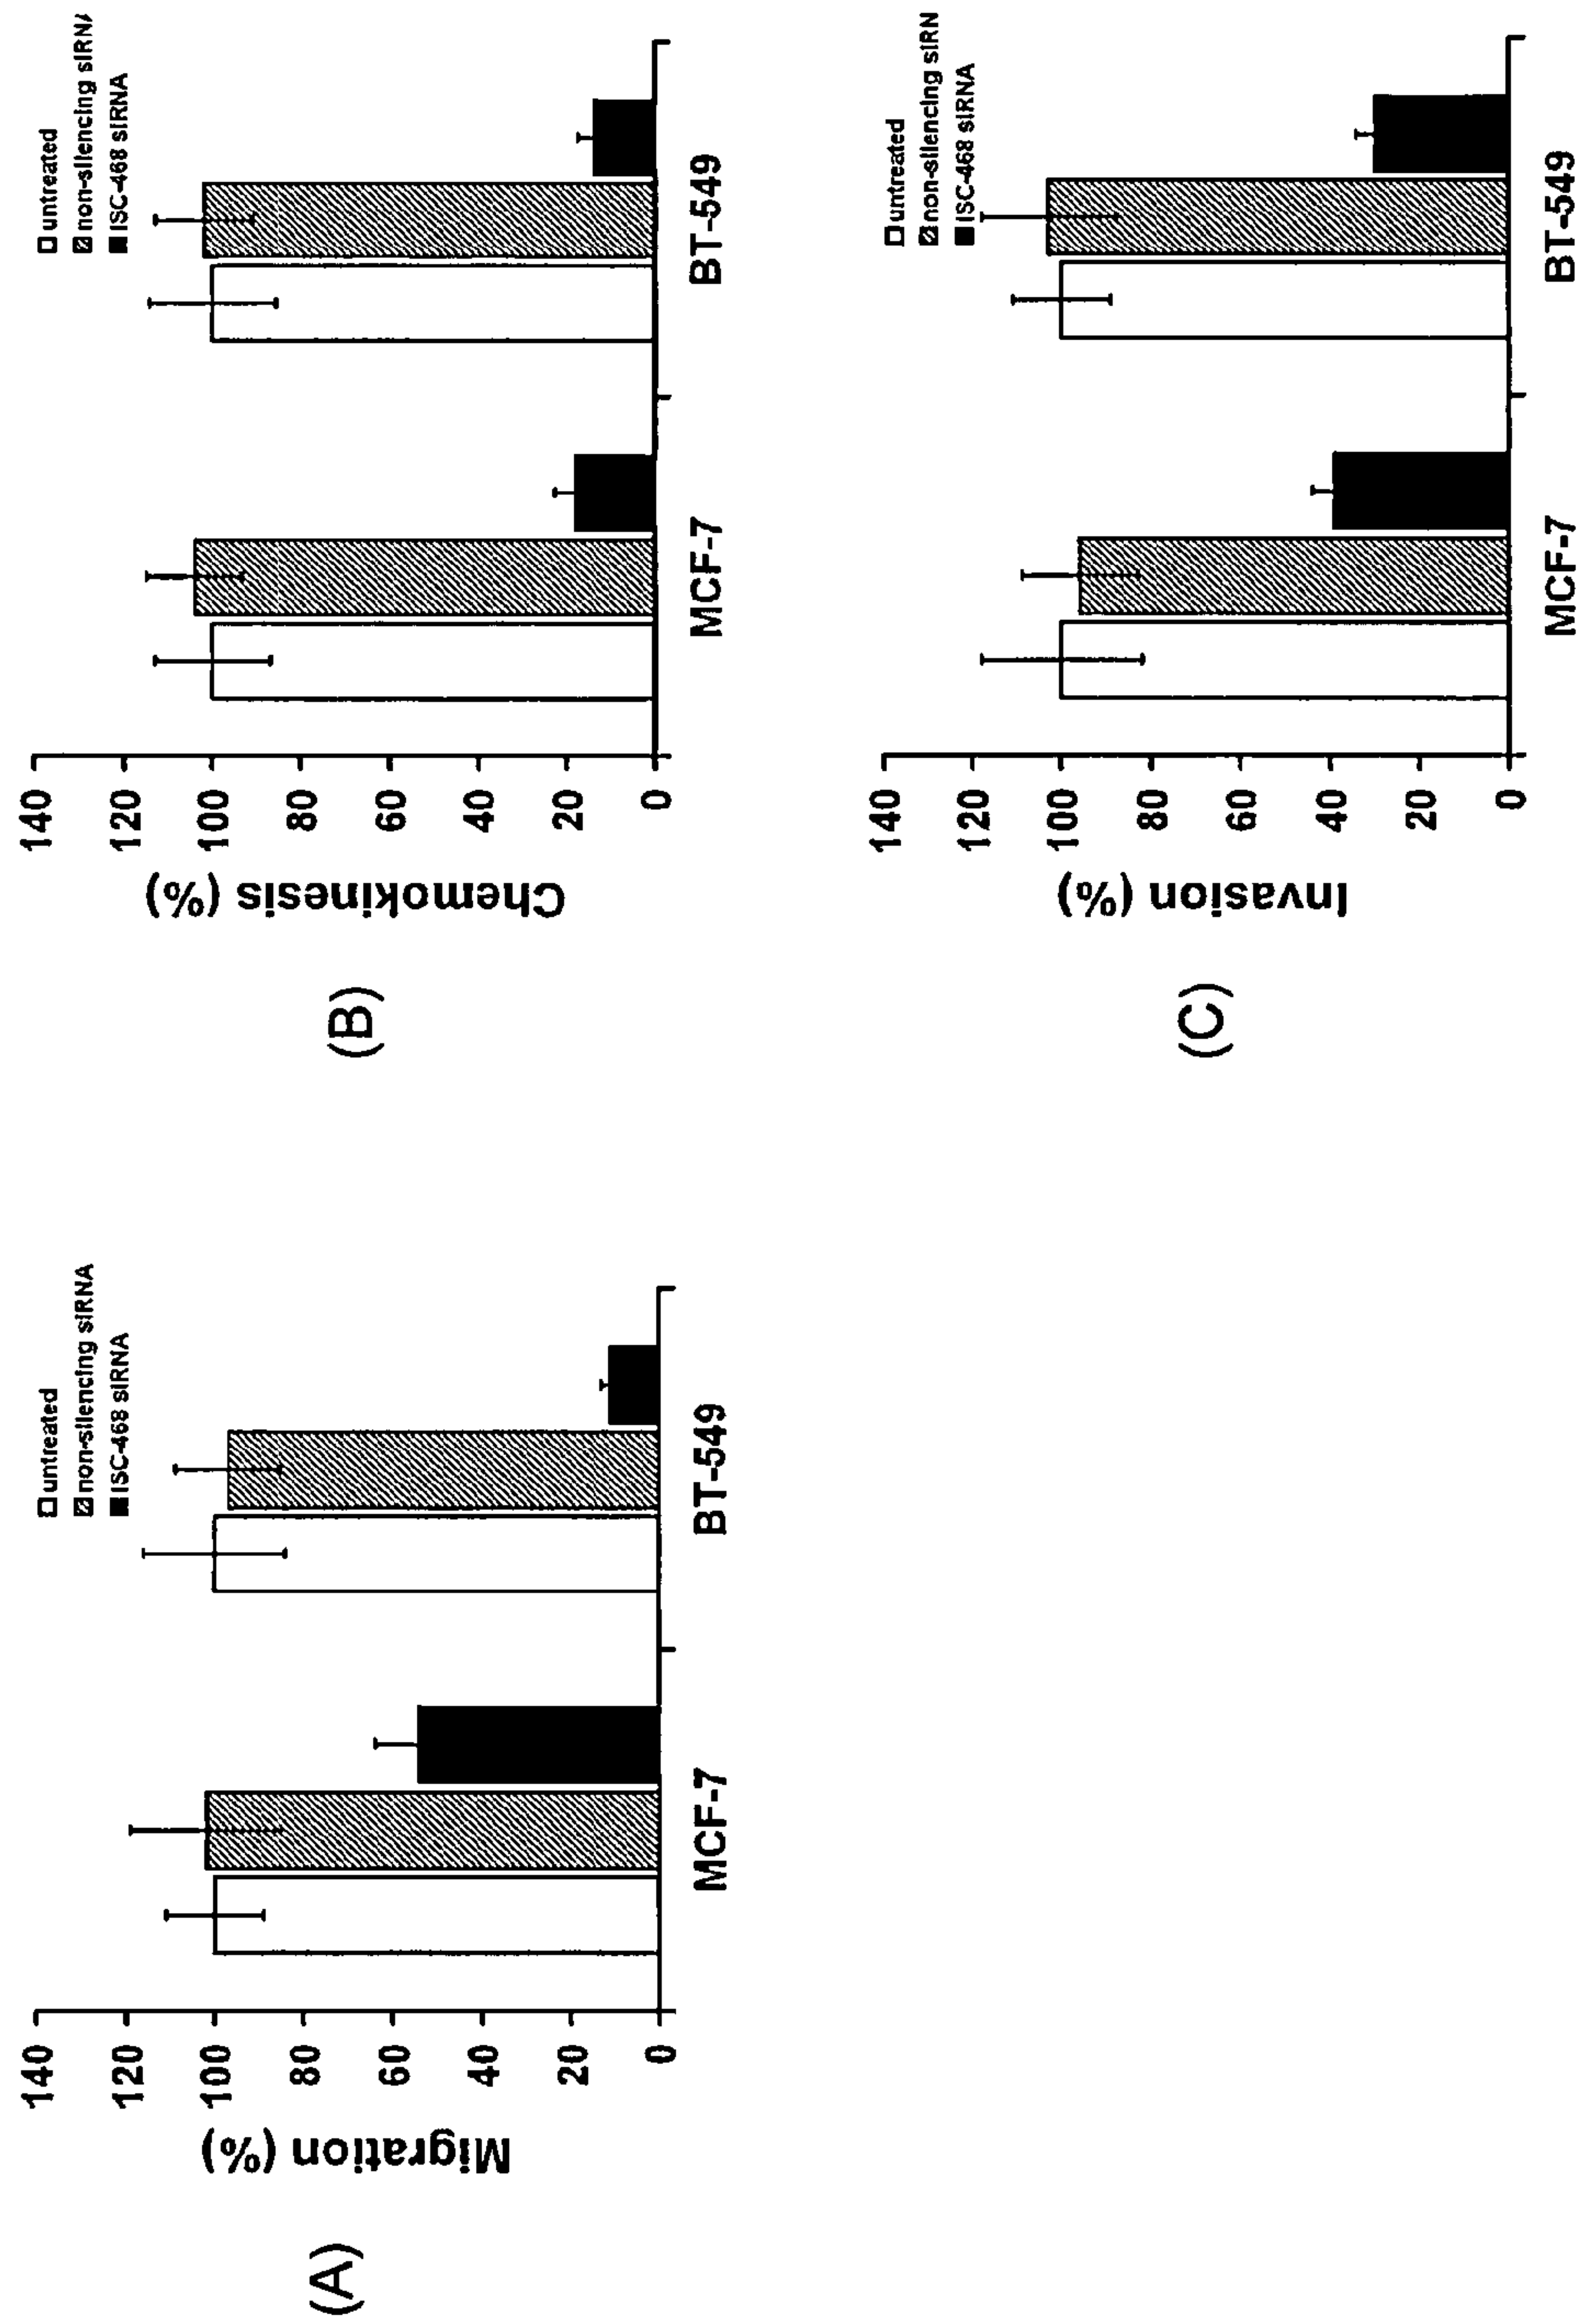 (A)
Migration (%)
140
120
100
80
60
40
20
0
MCF-7
BT-549
untreated
non-silencing siRNA
ISC-468 siRNA
(B)
Chemokinesis (%)
140
120
100
80
60
40
20
0
MCF-7
BT-549
untreated
non-silencing siRN
ISC-468 siRNA
(C)
Invasion (%)
140
120
100
80
60
40
20
0
MCF-7
BT-549
untreated
non-silencing siRN
ISC-468 siRNA